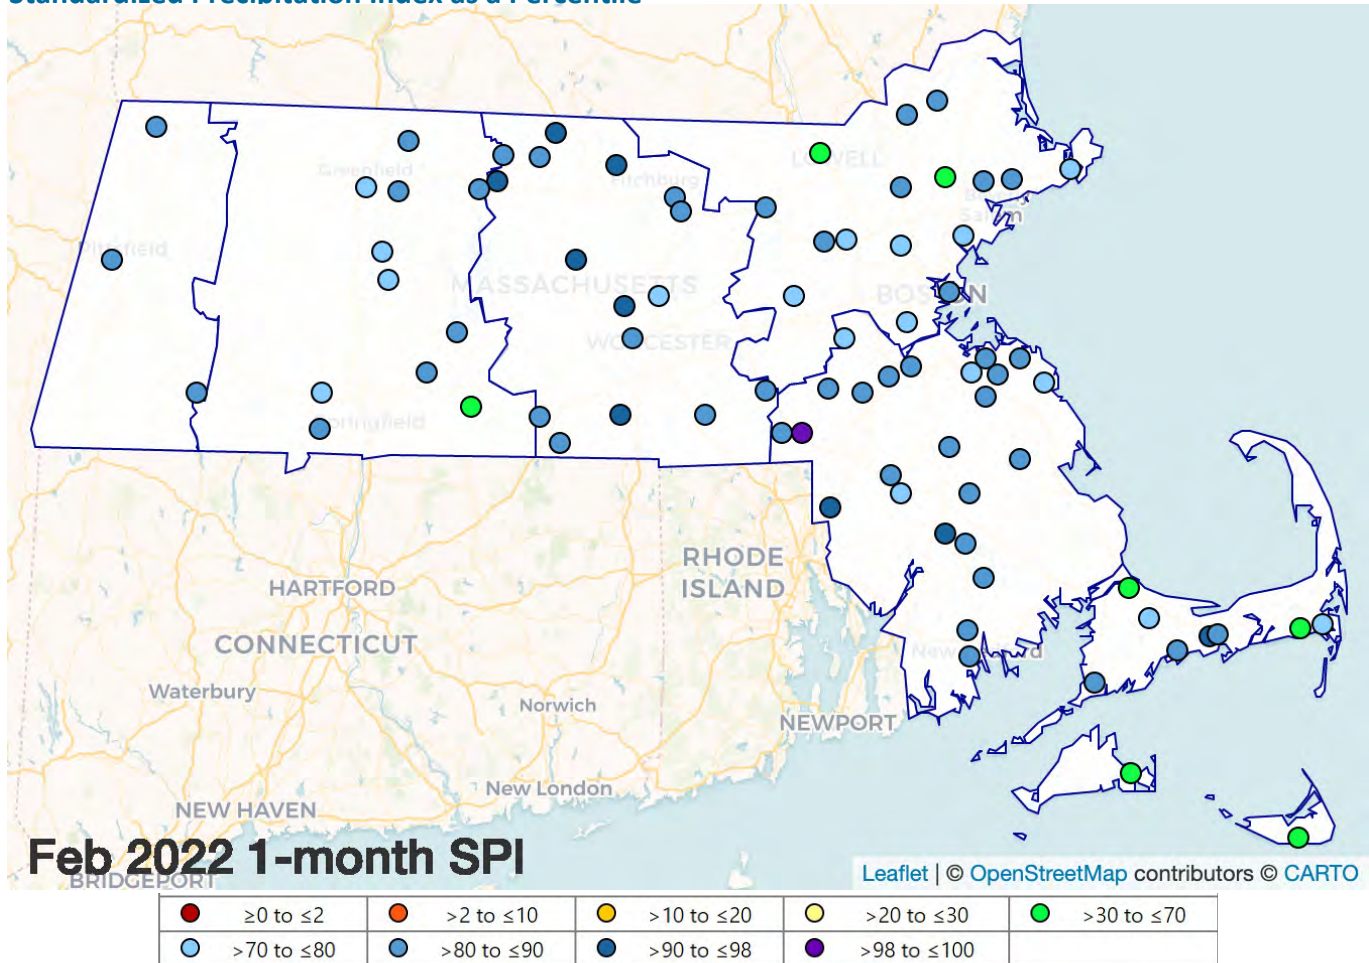 Standardized Precipitation Index as a Percentile
Greenfield
LOWELL
Fitchburg
Salem
Pittsfield
MASSACHUSETTS
BOSTON
WORCESTER
Springfield
RHODE
ISLAND
HARTFORD
CONNECTICUT
New Bedford
Waterbury
Norwich
NEWPORT
New London
NEW HAVEN
Feb 2022 1-month SPI
BRIDGEPORT
Leaflet | © OpenStreetMap contributors © CARTO
≥0 to ≤2 >2 to ≤10 >10 to ≤20 >20 to ≤30 >30 to ≤70
>70 to ≤80 >80 to ≤90 >90 to ≤98 >98 to ≤100